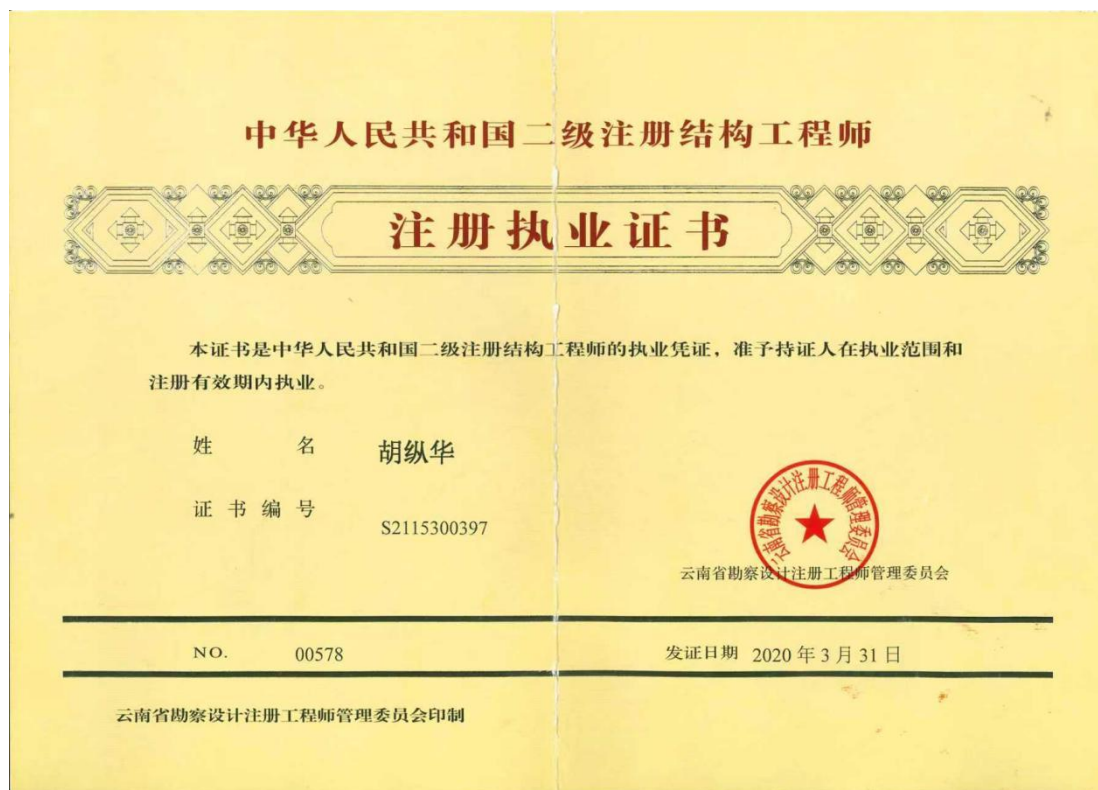 中华人民共和国二级注册结构工程师
注册执业证书
本证书是中华人民共和国二级注册结构工程师的执业凭证，准予持证人在执业范围和
注册有效期内执业。
姓名 胡纵华
证书编号 S2115300397
云南省勘察设计注册工程师管理委员会
云南省勘察设计注册工程师管理委员会
NO. 00578
发证日期 2020年3月31日
云南省勘察设计注册工程师管理委员会印制